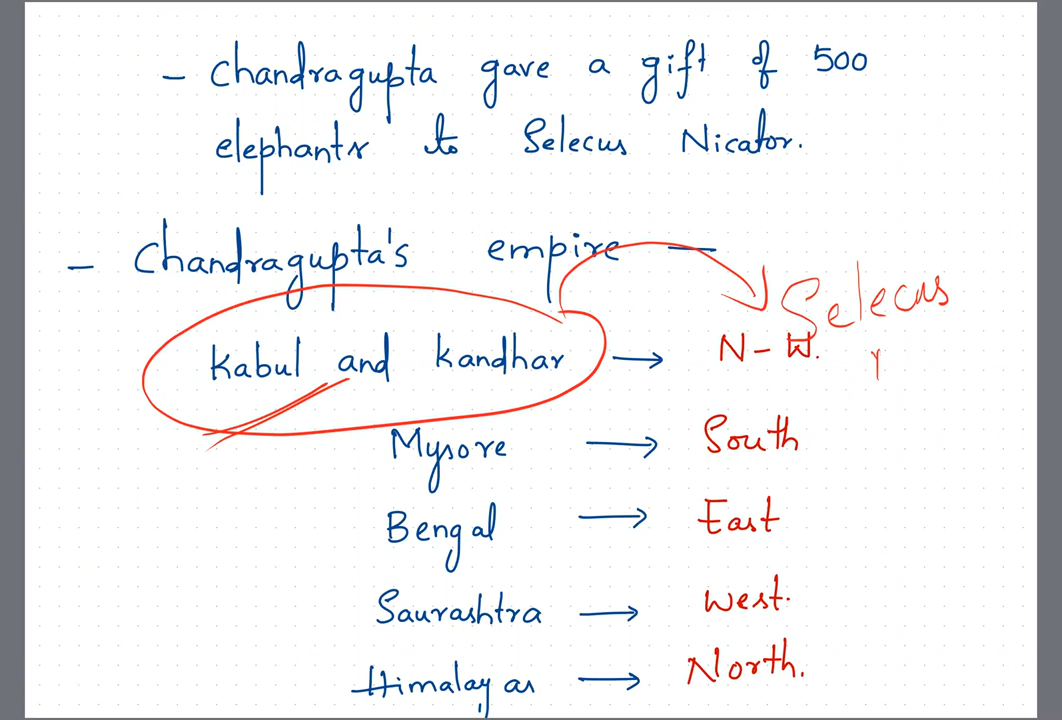 - Chandragupta gave a gift of 500
elephants to Selecus Nicator.
- Chandragupta's empire —
Selecus
Kabul and Kandhar → N-W.
Mysore → South
Bengal → East
Saurashtra → West.
Himalayas → North.